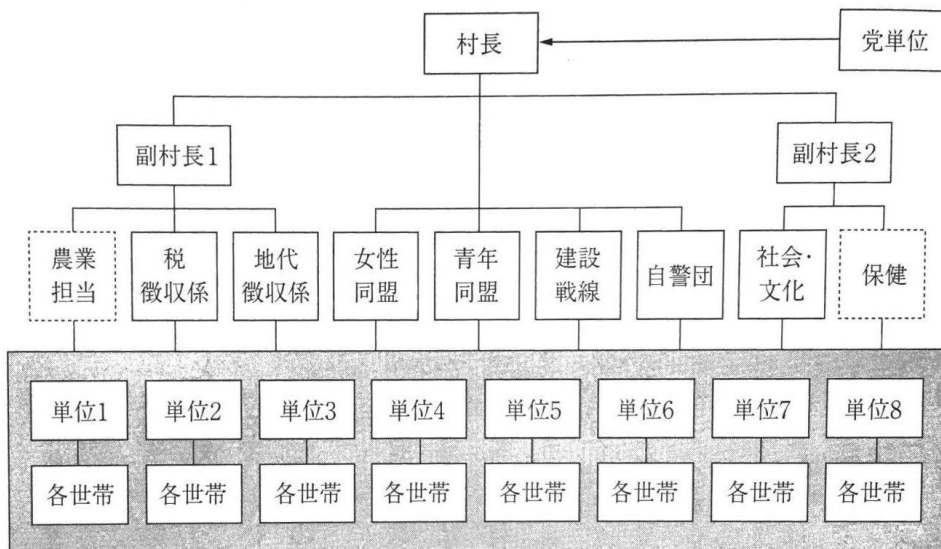 村長
党単位
副村長1
副村長2
農業
担当
税
徴収係
地代
徴収係
女性
同盟
青年
同盟
建設
戦線
自警団
社会・
文化
保健
単位1
単位2
単位3
単位4
単位5
単位6
単位7
単位8
各世帯
各世帯
各世帯
各世帯
各世帯
各世帯
各世帯
各世帯